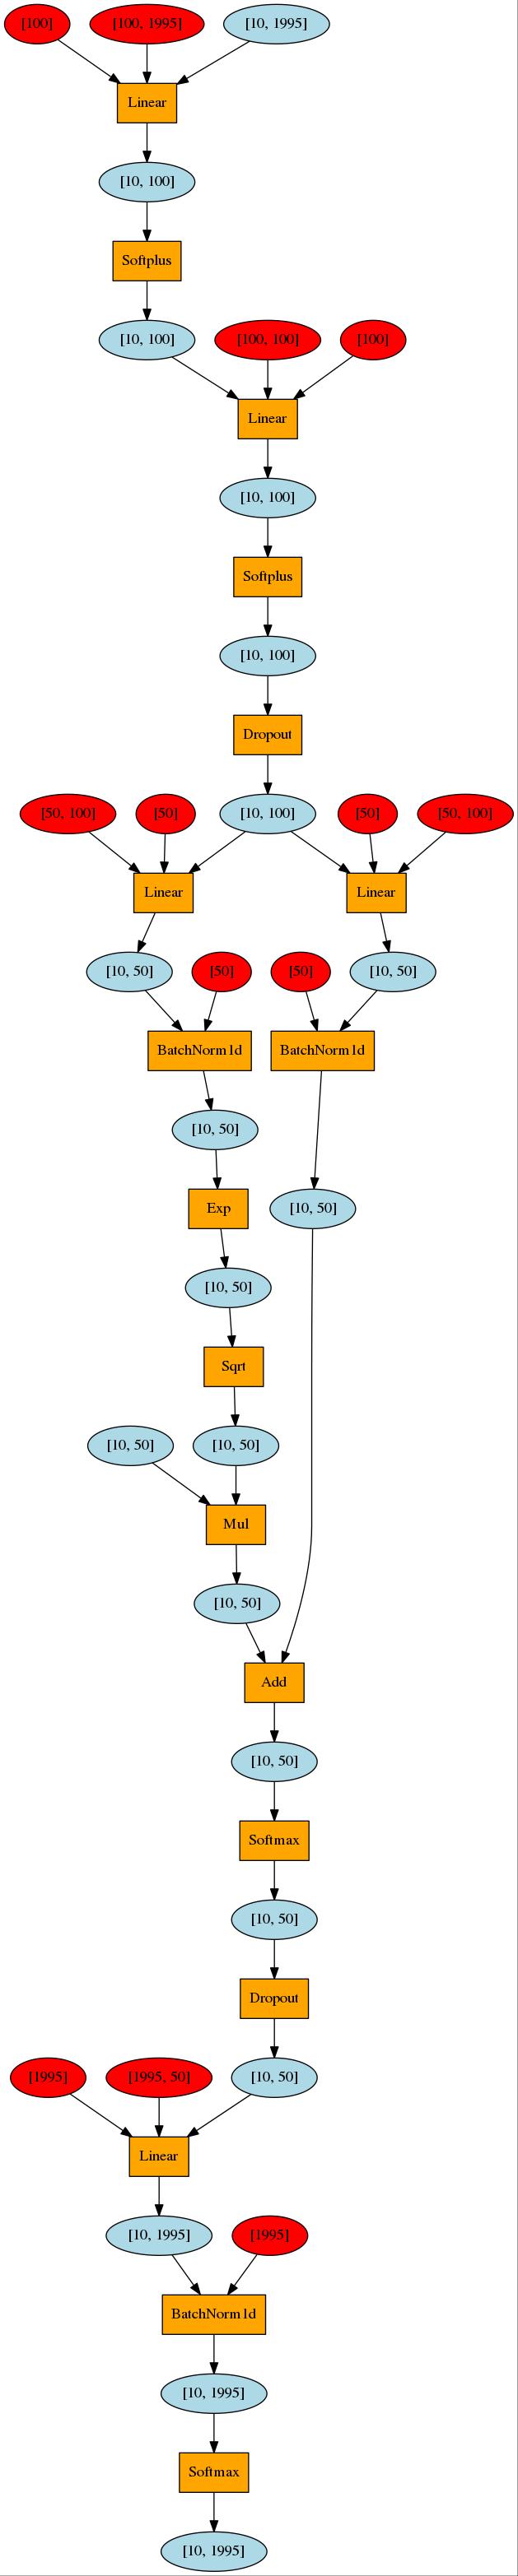 [100] [100, 1995] [10, 1995]
Linear
[10, 100]
Softplus
[10, 100] [100, 100] [100]
Linear
[10, 100]
Softplus
[10, 100]
Dropout
[50, 100] [50] [10, 100] [50] [50, 100]
Linear Linear
[10, 50] [50] [50] [10, 50]
BatchNorm1d BatchNorm1d
[10, 50]
Exp [10, 50]
[10, 50]
Sqrt
[10, 50] [10, 50]
Mul
[10, 50]
Add
[10, 50]
Softmax
[10, 50]
Dropout
[1995] [1995, 50] [10, 50]
Linear
[10, 1995] [1995]
BatchNorm1d
[10, 1995]
Softmax
[10, 1995]